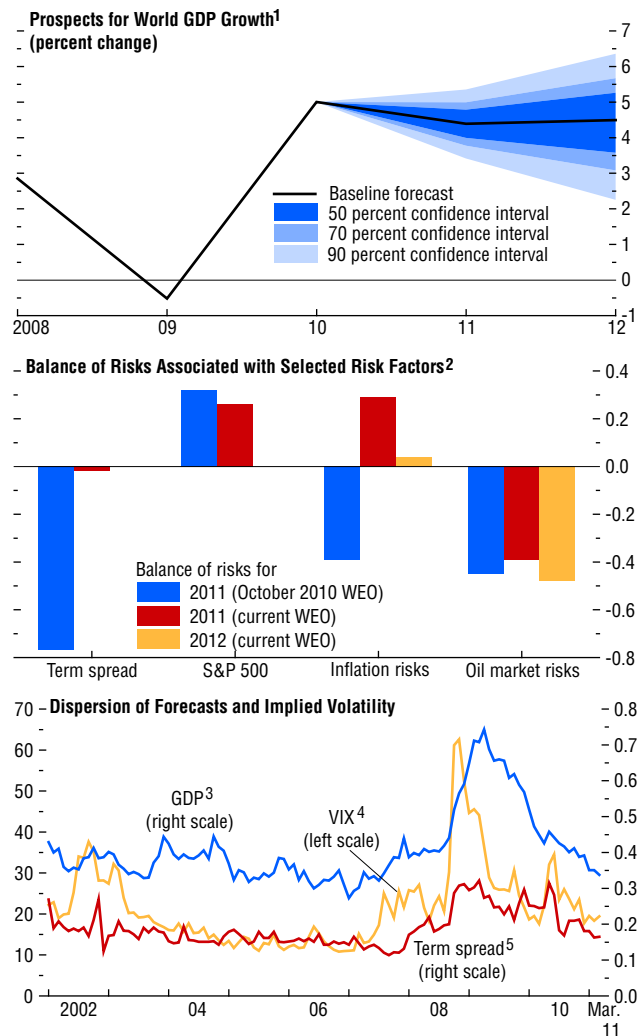 Prospects for World GDP Growth¹
(percent change)
7
6
5
4
3
2
1
0
-1
Baseline forecast
50 percent confidence interval
70 percent confidence interval
90 percent confidence interval
2008 09 10 11 12
Balance of Risks Associated with Selected Risk Factors²
0.4
0.2
0.0
-0.2
-0.4
-0.6
-0.8
Balance of risks for
2011 (October 2010 WEO)
2011 (current WEO)
2012 (current WEO)
Term spread S&P 500 Inflation risks Oil market risks
Dispersion of Forecasts and Implied Volatility
70
60
50
40
30
20
10
0
0.8
0.7
0.6
0.5
0.4
0.3
0.2
0.1
0.0
GDP³
(right scale)
VIX⁴
(left scale)
Term spread⁵
(right scale)
2002 04 06 08 10 Mar.
11